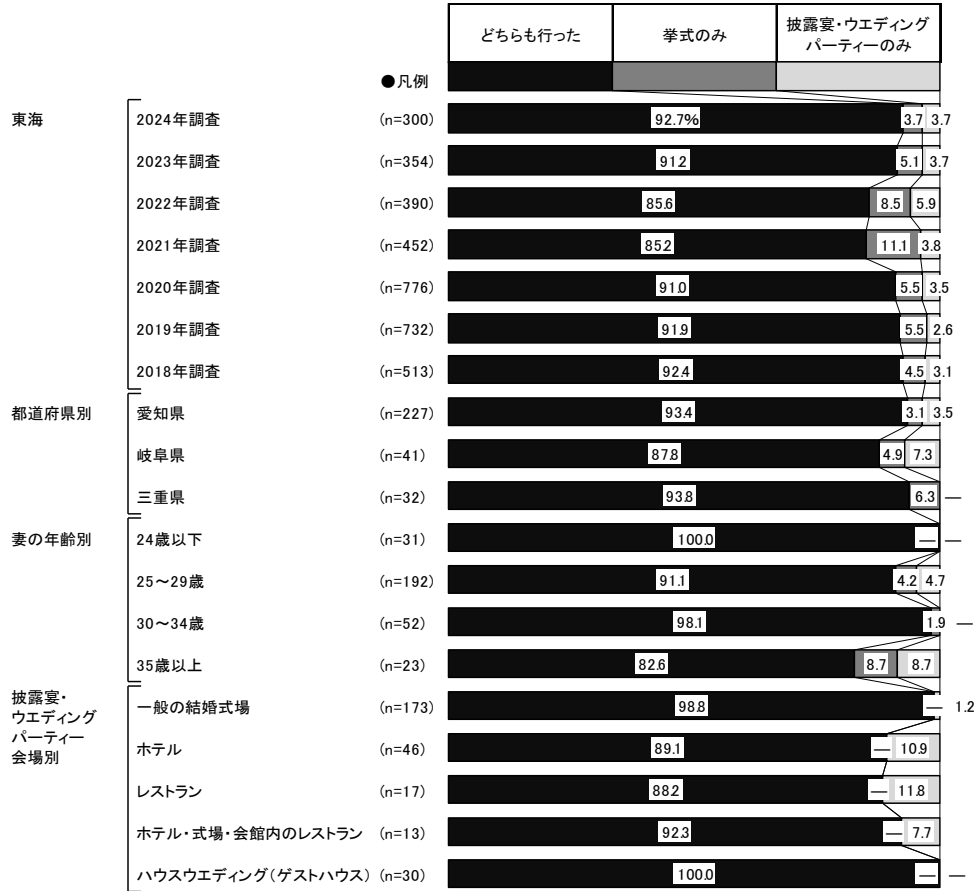 どちらも行った 挙式のみ 披露宴・ウエディング
パーティーのみ
●凡例
東海 2024年調査 (n=300) 92.7% 3.7 3.7
2023年調査 (n=354) 91.2 5.1 3.7
2022年調査 (n=390) 85.6 8.5 5.9
2021年調査 (n=452) 85.2 11.1 3.8
2020年調査 (n=776) 91.0 5.5 3.5
2019年調査 (n=732) 91.9 5.5 2.6
2018年調査 (n=513) 92.4 4.5 3.1
都道府県別 愛知県 (n=227) 93.4 3.1 3.5
岐阜県 (n=41) 87.8 4.9 7.3
三重県 (n=32) 93.8 6.3 ―
妻の年齢別 24歳以下 (n=31) 100.0 ― ―
25～29歳 (n=192) 91.1 4.2 4.7
30～34歳 (n=52) 98.1 1.9 ―
35歳以上 (n=23) 82.6 8.7 8.7
披露宴・
ウエディング
パーティー
会場別
一般の結婚式場 (n=173) 98.8 ― 1.2
ホテル (n=46) 89.1 ― 10.9
レストラン (n=17) 88.2 ― 11.8
ホテル・式場・会館内のレストラン (n=13) 92.3 ― 7.7
ハウスウエディング(ゲストハウス) (n=30) 100.0 ― ―